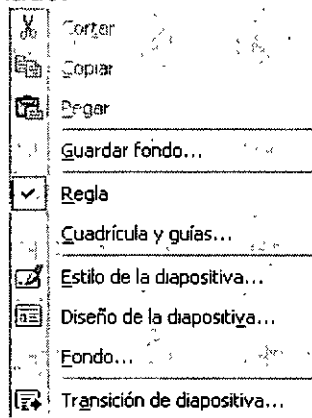 Cortar
Copiar
Pegar
Guardar fondo...
Regla
Cuadrícula y guías...
Estilo de la diapositiva...
Diseño de la diapositiva...
Fondo...
Transición de diapositiva...